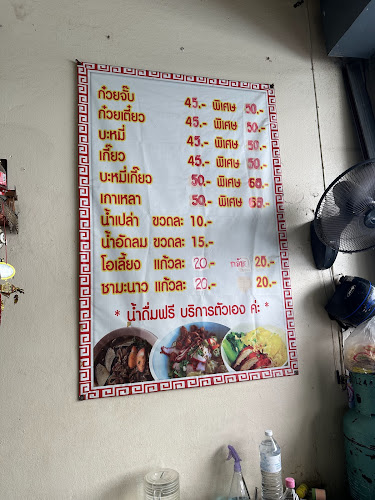 ก๋วยจั๊บ 45.- พิเศษ 50.-
ก๋วยเตี๋ยว 45.- พิเศษ 50.-
บะหมี่ 45.- พิเศษ 50.-
เกี๊ยว 45.- พิเศษ 50.-
บะหมี่เกี๊ยว 50.- พิเศษ 60.-
เกาเหลา 50.- พิเศษ 60.-
น้ำเปล่า ขวดละ 10.-
น้ำอัดลม ขวดละ 15.-
โอเลี้ยง แก้วละ 20.- 25.-
ชามะนาว แก้วละ 20.- 20.-
* น้ำดื่มฟรี บริการตัวเอง ค่ะ *